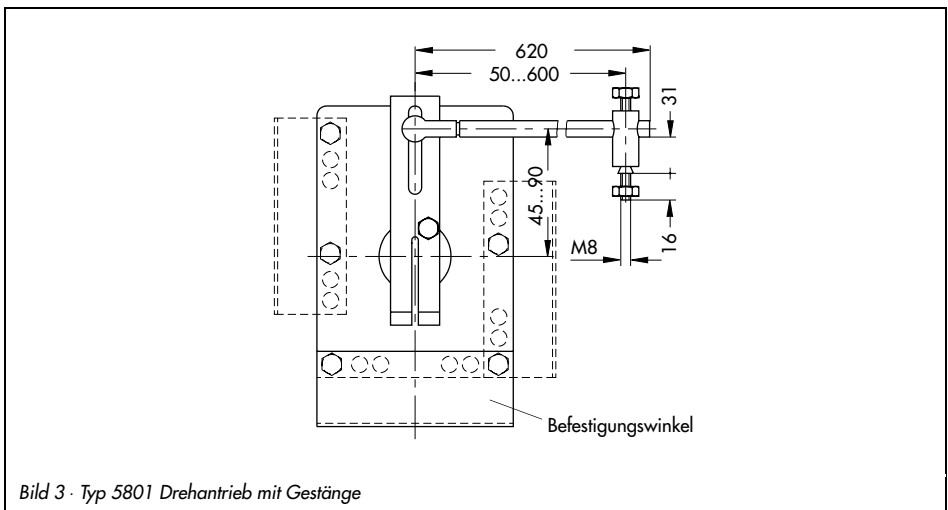 620
50...600
31
45...90
M8
16
Befestigungswinkel
Bild 3 · Typ 5801 Drehantrieb mit Gestänge